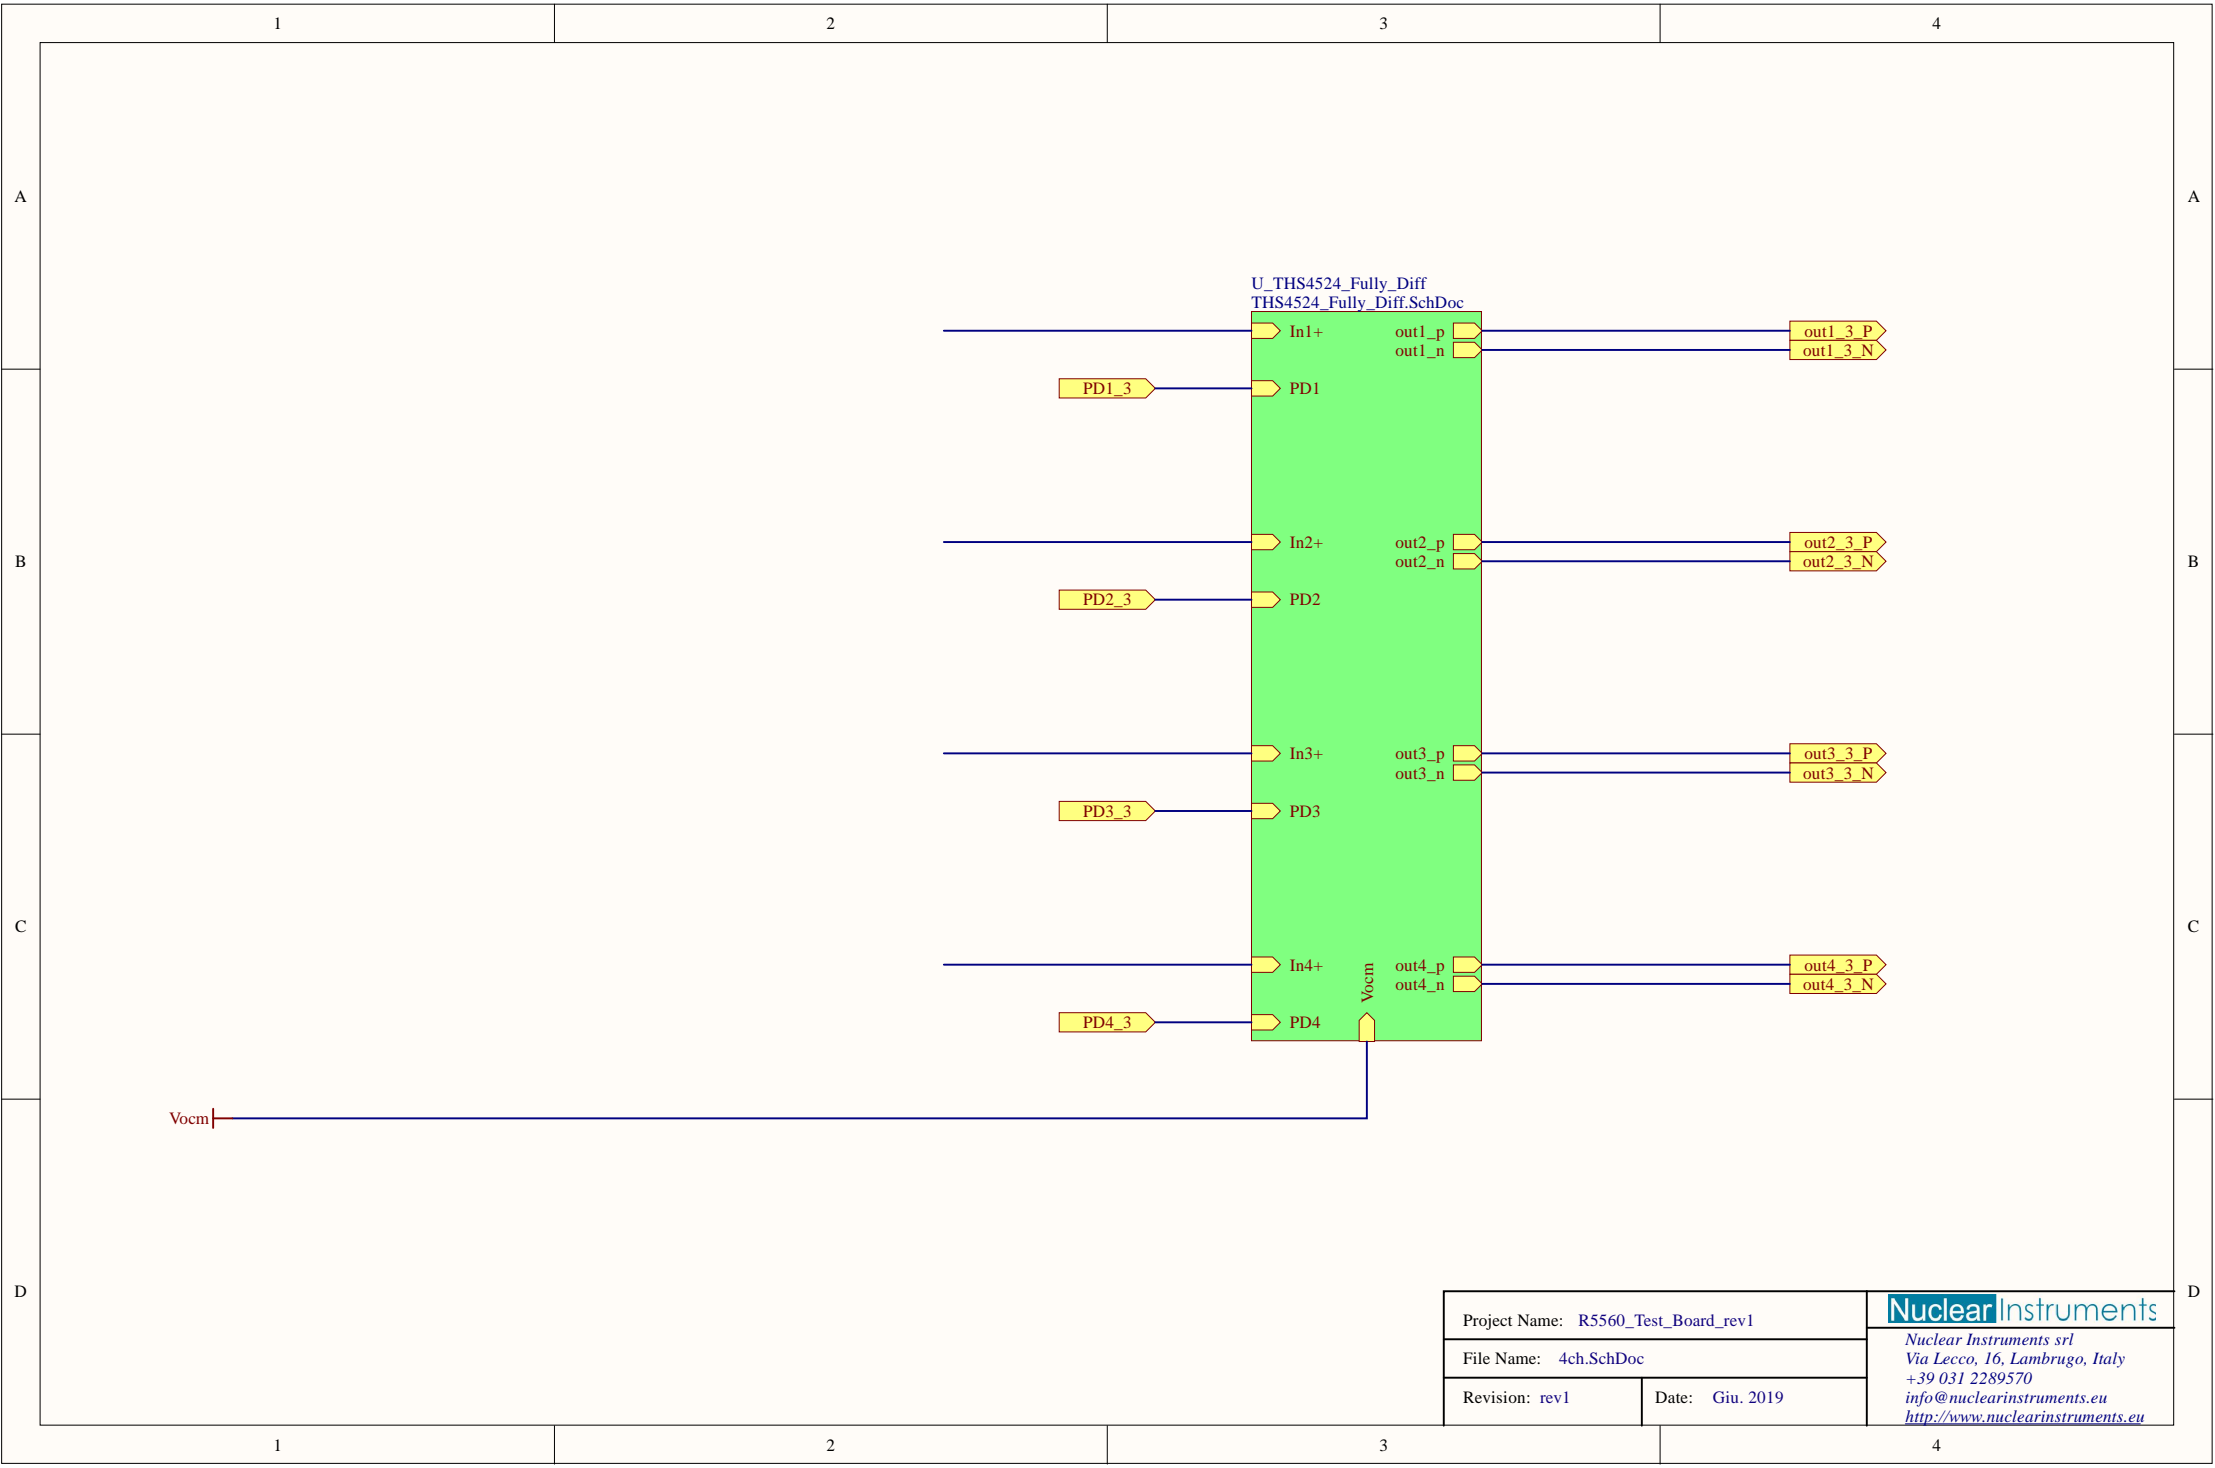 1 2 3 4
A A
U_THS4524_Fully_Diff
THS4524_Fully_Diff.SchDoc
In1+ out1_p out1_3_P
out1_n out1_3_N
PD1_3 PD1
In2+ out2_p out2_3_P
B out2_n out2_3_N B
PD2_3 PD2
In3+ out3_p out3_3_P
out3_n out3_3_N
PD3_3 PD3
C C
In4+ out4_p out4_3_P
Vocm out4_n out4_3_N
PD4_3 PD4
Vocm
D D
Project Name: R5560_Test_Board_rev1
File Name: 4ch.SchDoc
Revision: rev1 Date: Giu. 2019
Nuclear Instruments
Nuclear Instruments srl
Via Lecco, 16, Lambrugo, Italy
+39 031 2289570
info@nuclearinstruments.eu
http://www.nuclearinstruments.eu
1 2 3 4